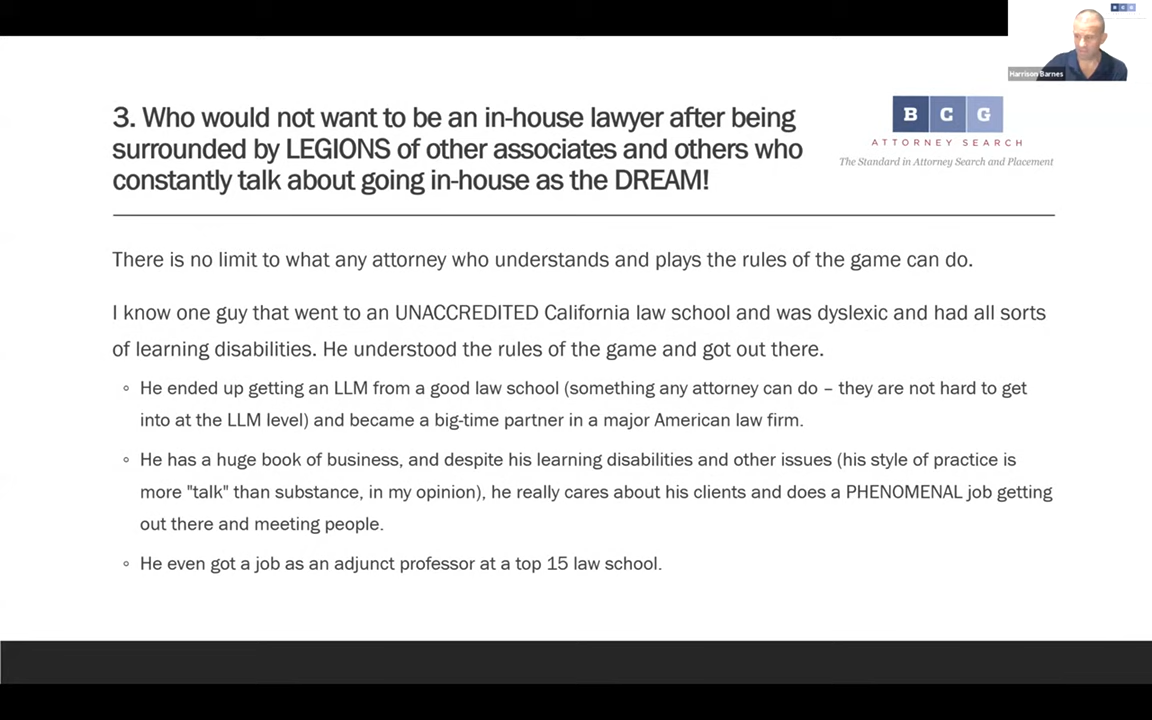 B C G
Harrison Barnes
3. Who would not want to be an in-house lawyer after being
surrounded by LEGIONS of other associates and others who
constantly talk about going in-house as the DREAM!
B C G
ATTORNEY SEARCH
The Standard in Attorney Search and Placement
There is no limit to what any attorney who understands and plays the rules of the game can do.
I know one guy that went to an UNACCREDITED California law school and was dyslexic and had all sorts
of learning disabilities. He understood the rules of the game and got out there.
◦ He ended up getting an LLM from a good law school (something any attorney can do – they are not hard to get
into at the LLM level) and became a big-time partner in a major American law firm.
◦ He has a huge book of business, and despite his learning disabilities and other issues (his style of practice is
more "talk" than substance, in my opinion), he really cares about his clients and does a PHENOMENAL job getting
out there and meeting people.
◦ He even got a job as an adjunct professor at a top 15 law school.